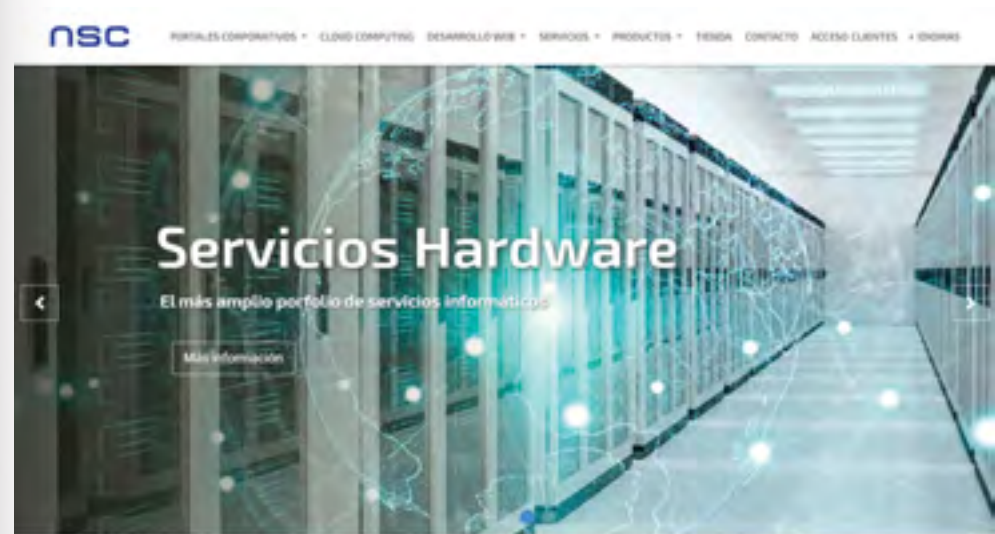 nsc
PORTALES CORPORATIVOS CLOUD COMPUTING DESARROLLO WEB SERVICIOS PRODUCTOS TIENDA CONTACTO ACCESO CLIENTES + IDIOMAS
Servicios Hardware
El más amplio porfolio de servicios informaticos
Más información